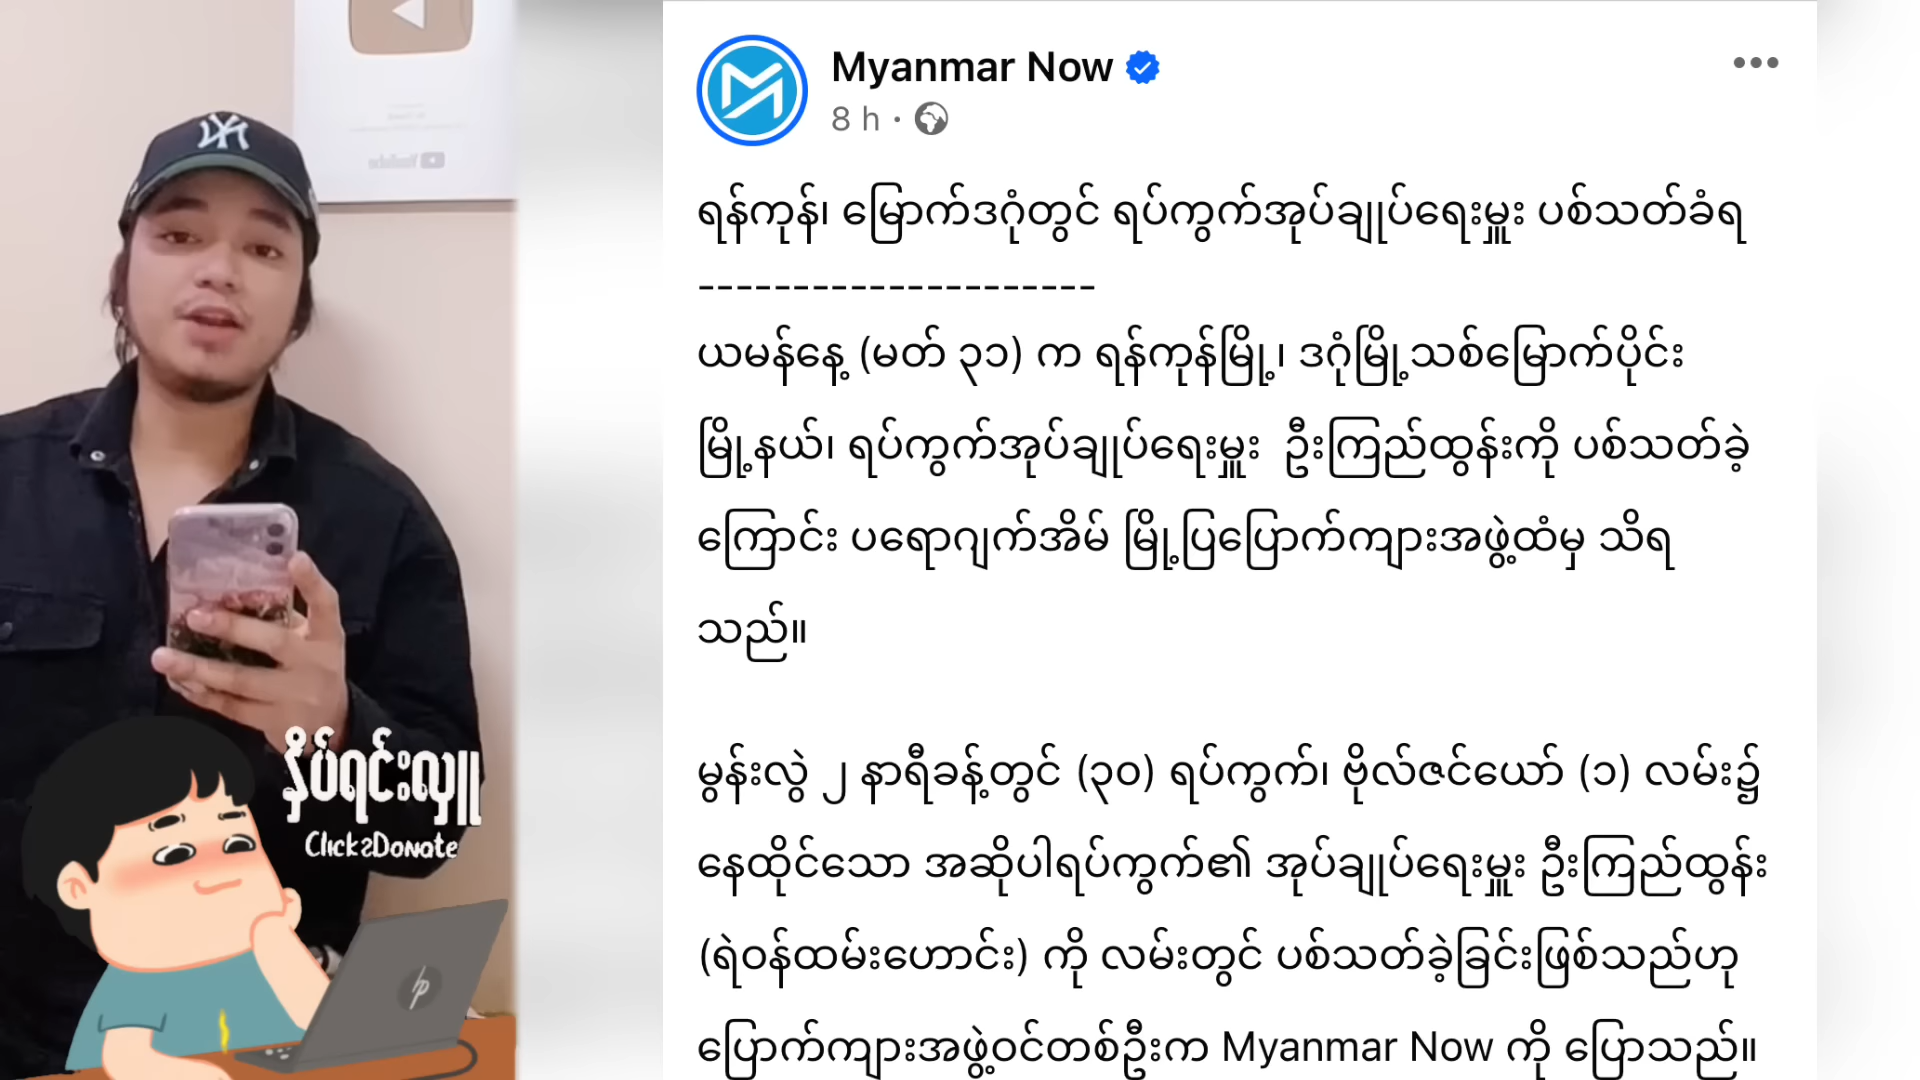 NY
YouTube
နှိပ်ရင်းလှူ
Click2Donate
hp
Myanmar Now
8 h ·
ရန်ကုန်၊ မြောက်ဒဂုံတွင် ရပ်ကွက်အုပ်ချုပ်ရေးမှူး ပစ်သတ်ခံရ
---------------------
ယမန်နေ့ (မတ် ၃၁) က ရန်ကုန်မြို့၊ ဒဂုံမြို့သစ်မြောက်ပိုင်း
မြို့နယ်၊ ရပ်ကွက်အုပ်ချုပ်ရေးမှူး ဦးကြည်ထွန်းကို ပစ်သတ်ခဲ့
ကြောင်း ပရောဂျက်အိမ် မြို့ပြပြောက်ကျားအဖွဲ့ထံမှ သိရ
သည်။
မွန်းလွဲ ၂ နာရီခန့်တွင် (၃၀) ရပ်ကွက်၊ ဗိုလ်ဇင်ယော် (၁) လမ်း၌
နေထိုင်သော အဆိုပါရပ်ကွက်၏ အုပ်ချုပ်ရေးမှူး ဦးကြည်ထွန်း
(ရဲဝန်ထမ်းဟောင်း) ကို လမ်းတွင် ပစ်သတ်ခဲ့ခြင်းဖြစ်သည်ဟု
ပြောက်ကျားအဖွဲ့ဝင်တစ်ဦးက Myanmar Now ကို ပြောသည်။